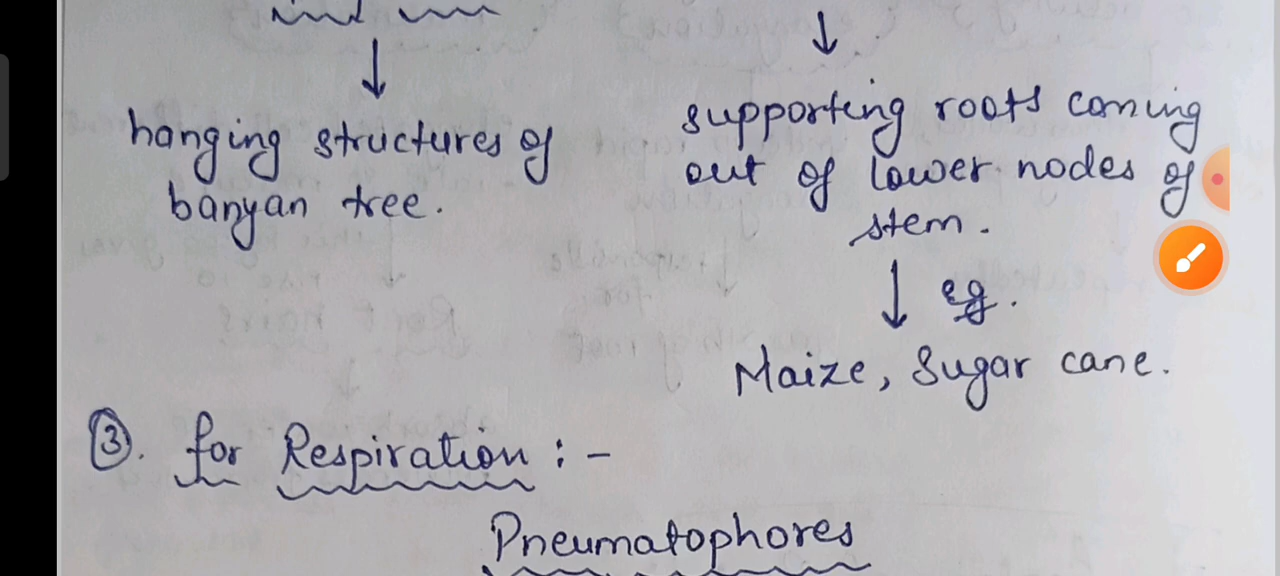 hanging structures of
banyan tree.
supporting roots coming
out of lower nodes of
stem.
eg.
Maize, Sugar cane.
③. for Respiration : -
Pneumatophores